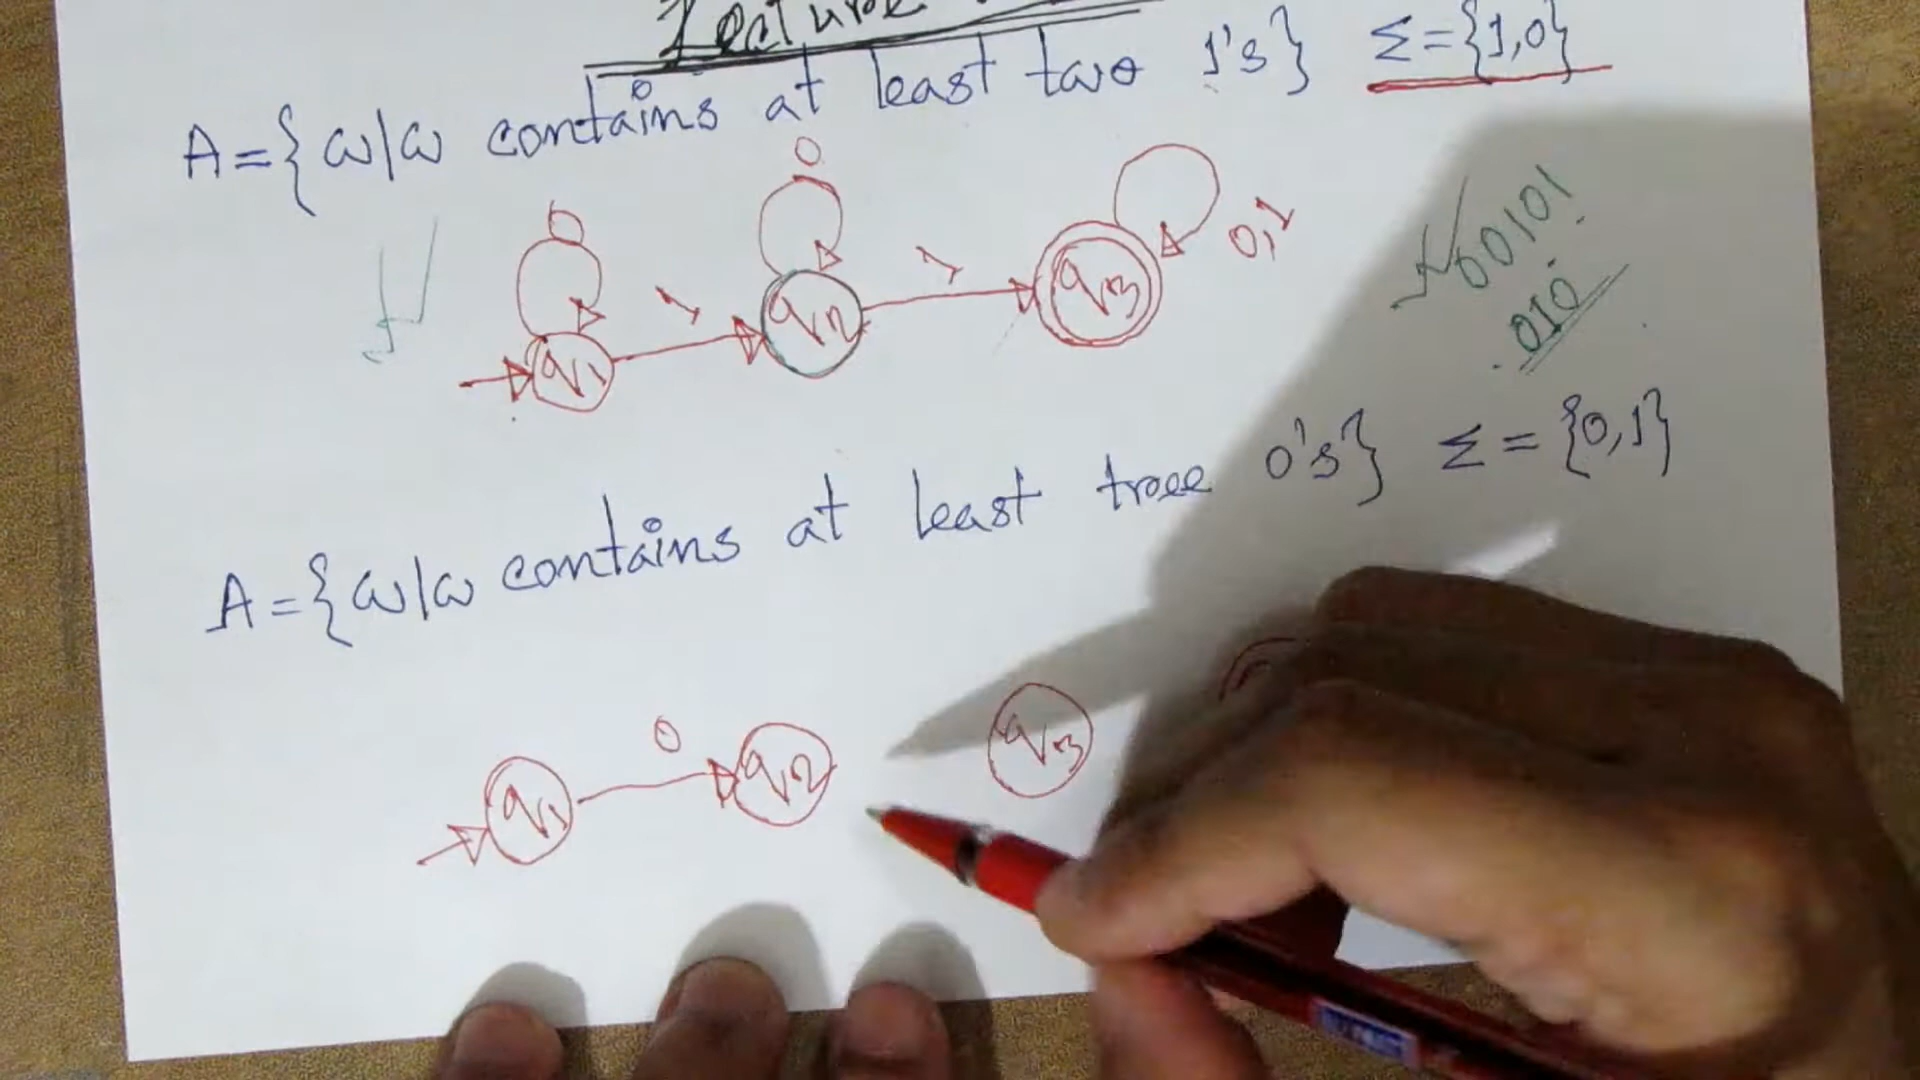 Lecture
A={ω/ω contains at least two 1's} Σ={1,0}
0
0
1
1
0,1
q1
q2
q3
00101
010
A={ω/ω contains at least tree 0's} Σ={0,1}
0
q1
q2
q3